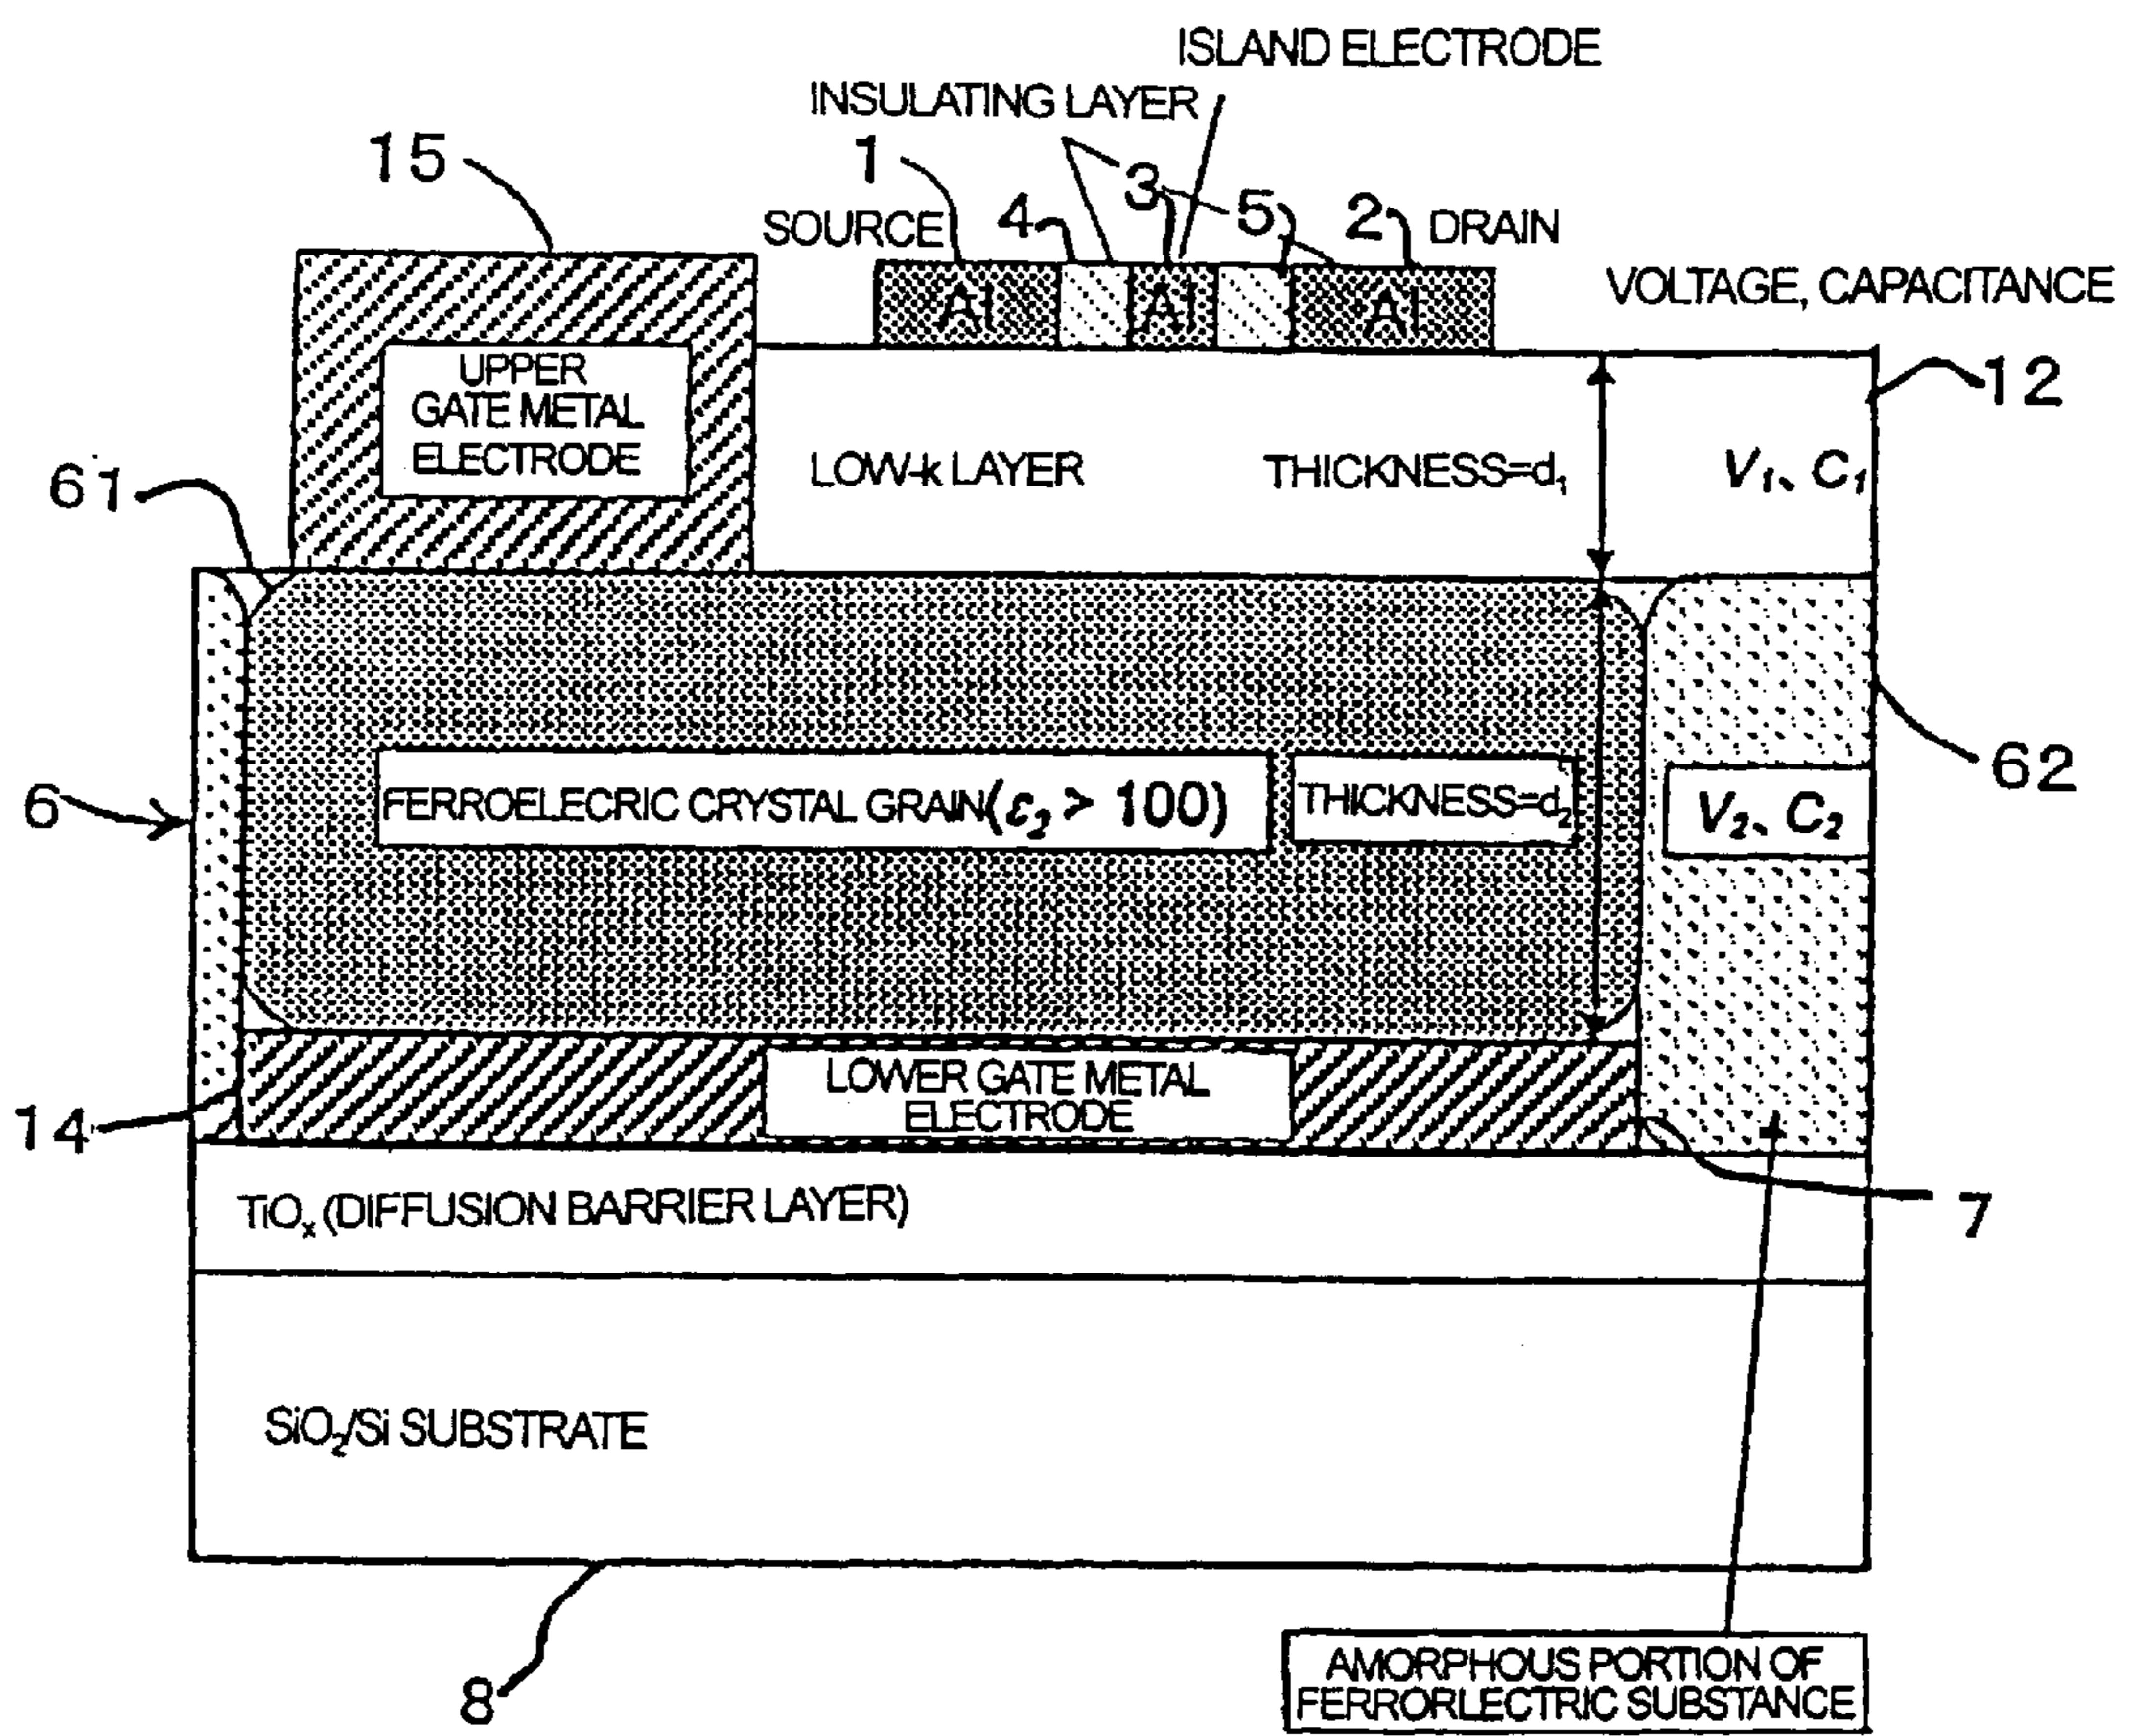 ISLAND ELECTRODE
INSULATING LAYER
15
1
3
SOURCE
4
5
2
DRAIN
Al
Al
Al
VOLTAGE, CAPACITANCE
12
UPPER
GATE METAL
ELECTRODE
LOW-k LAYER
THICKNESS=d₁
V₁、C₁
61
62
6
FERROELECRIC CRYSTAL GRAIN(ε₂ > 100)
THICKNESS=d₂
V₂、C₂
LOWER GATE METAL
ELECTRODE
14
7
TiOₓ (DIFFUSION BARRIER LAYER)
SiO₂/Si SUBSTRATE
8
AMORPHOUS PORTION OF
FERRORLECTRIC SUBSTANCE